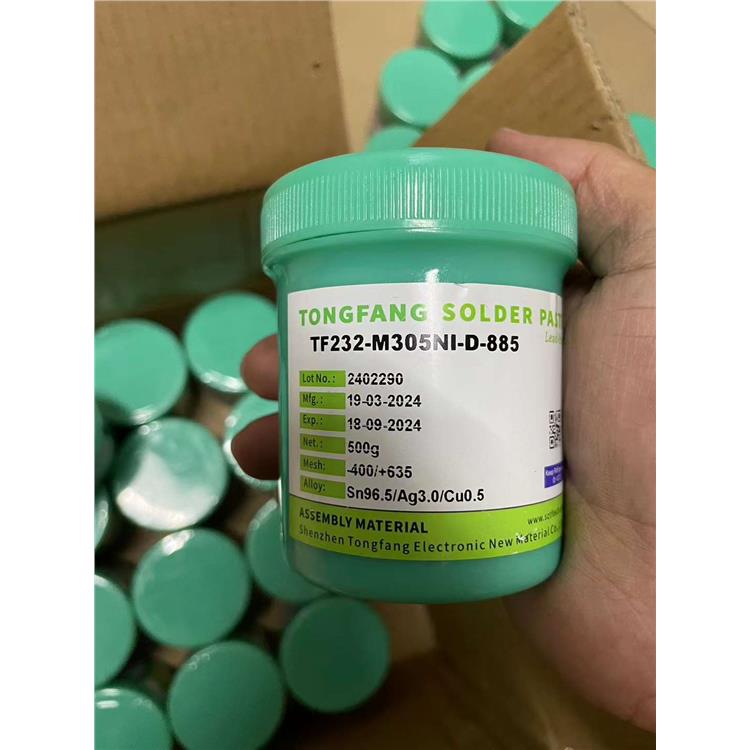 TONGFANG SOLDER PAST
TF232-M305NI-D-885
Lot No.: 2402290
Mfg.: 19-03-2024
Exp.: 18-09-2024
Net.: 500g
Mesh: -400/+635
Alloy: Sn96.5/Ag3.0/Cu0.5
ASSEMBLY MATERIAL
Shenzhen Tongfang Electronic New Material Co.